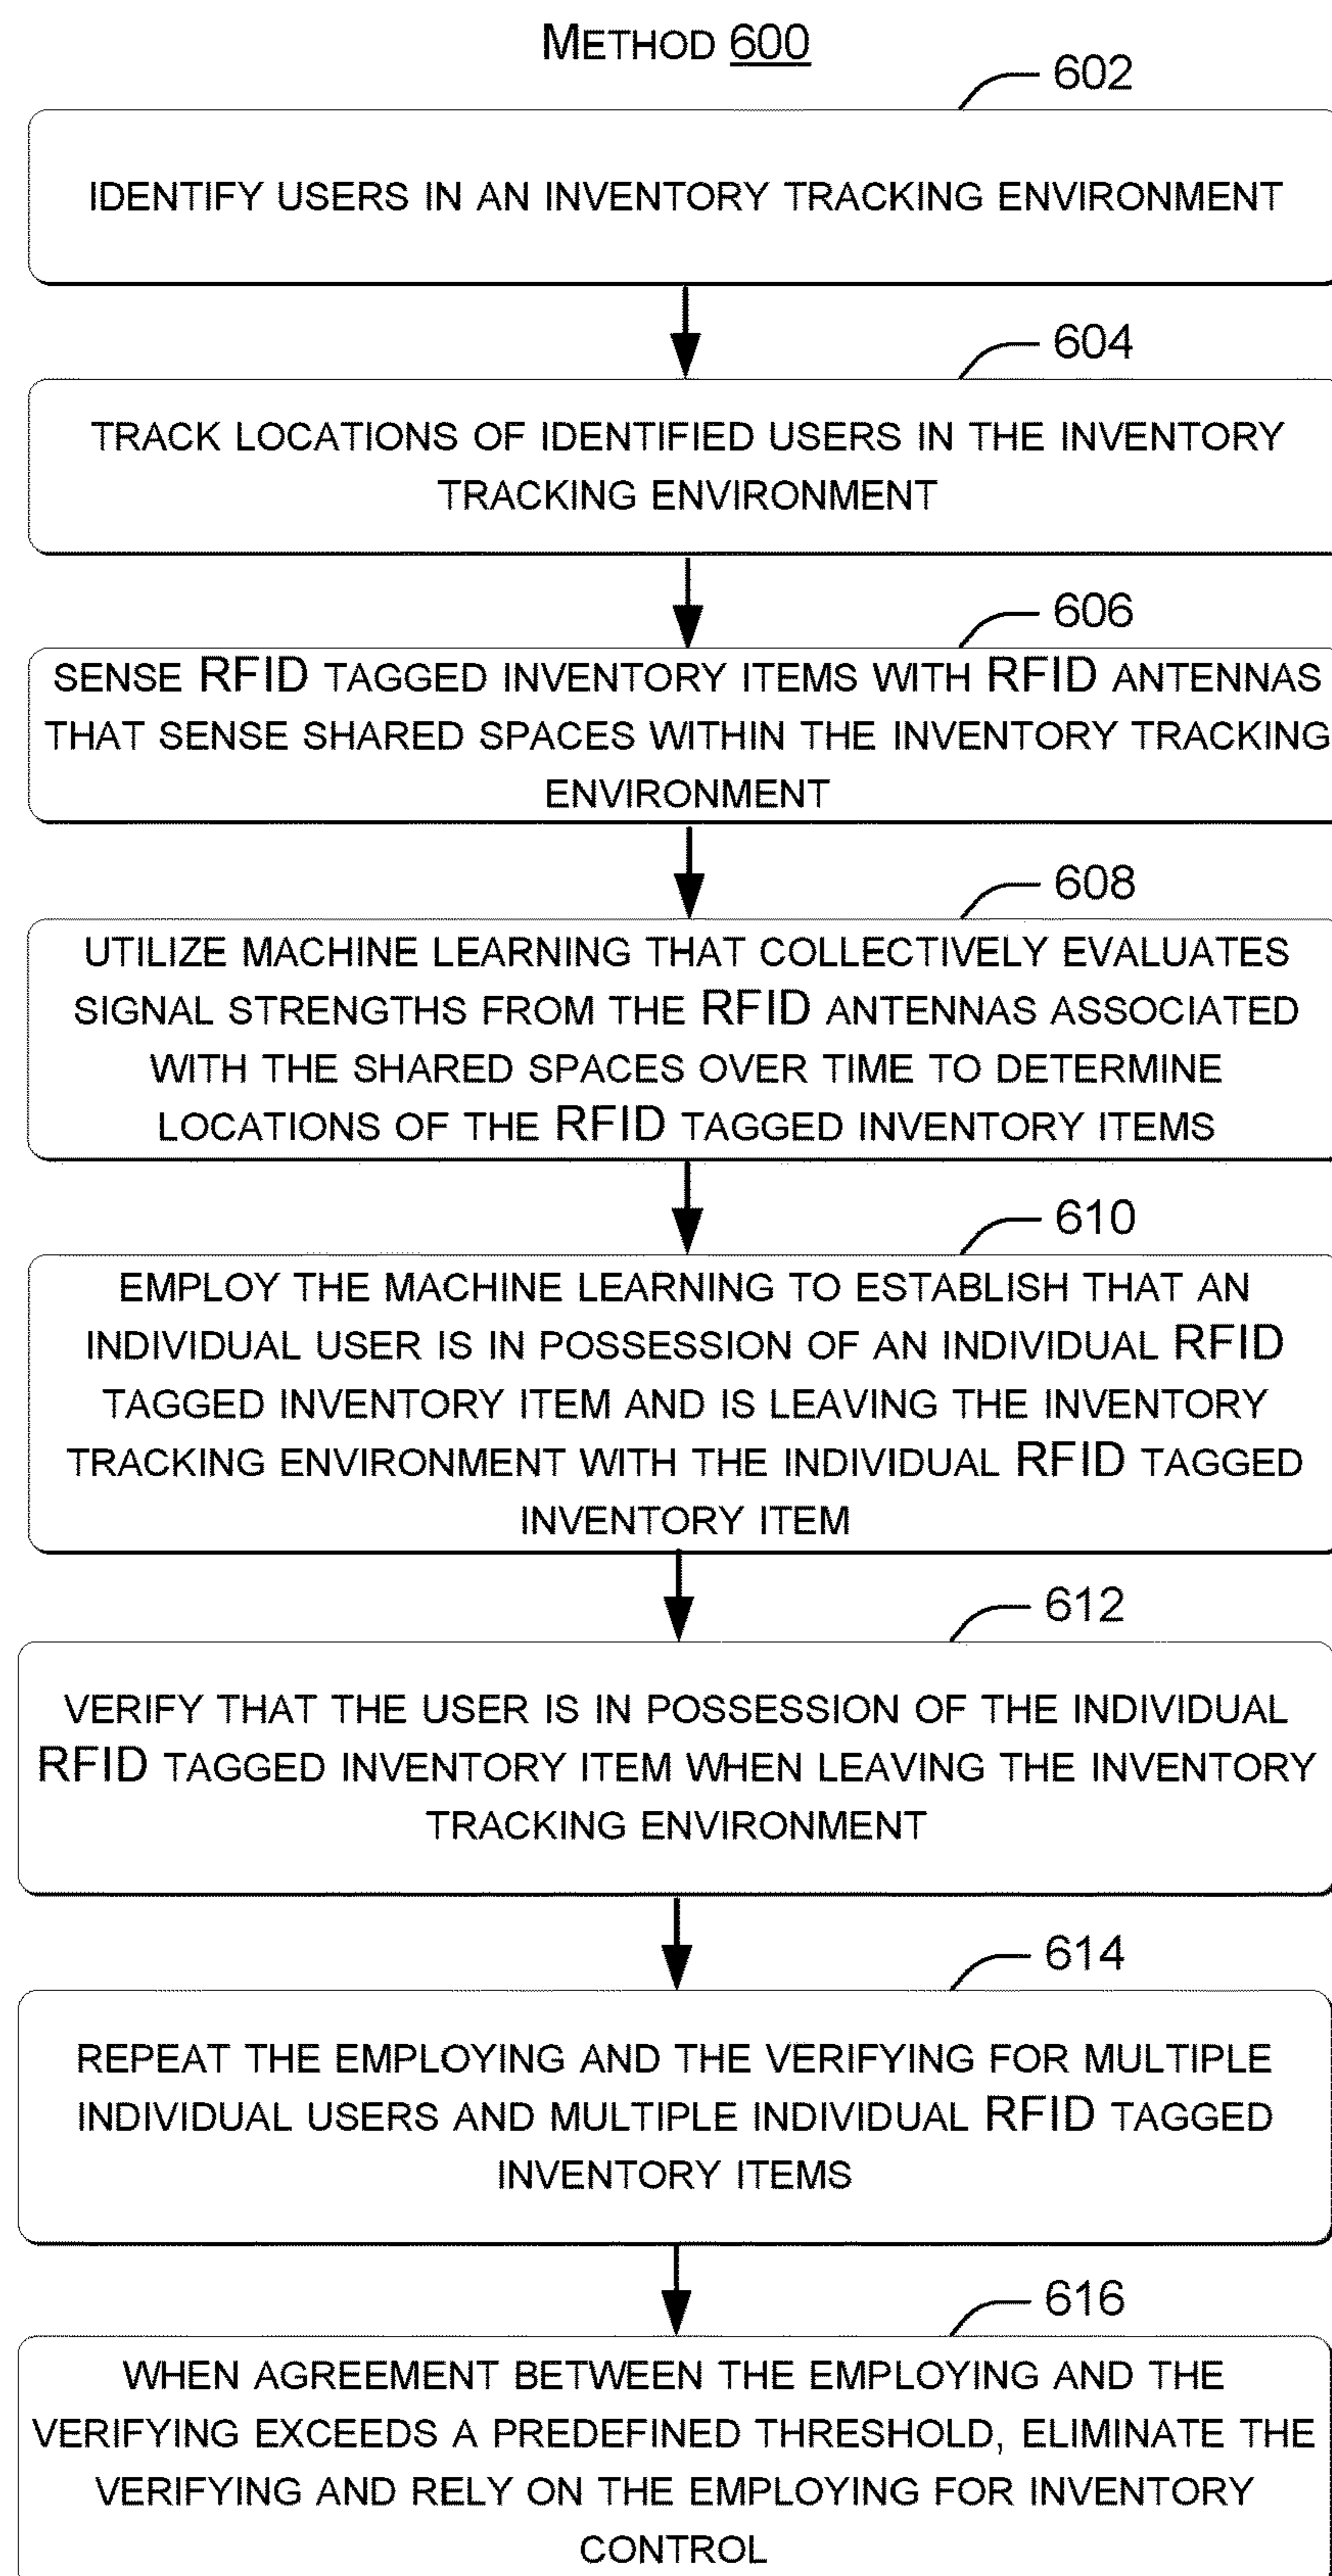 METHOD 600
602
IDENTIFY USERS IN AN INVENTORY TRACKING ENVIRONMENT
604
TRACK LOCATIONS OF IDENTIFIED USERS IN THE INVENTORY
TRACKING ENVIRONMENT
606
SENSE RFID TAGGED INVENTORY ITEMS WITH RFID ANTENNAS
THAT SENSE SHARED SPACES WITHIN THE INVENTORY TRACKING
ENVIRONMENT
608
UTILIZE MACHINE LEARNING THAT COLLECTIVELY EVALUATES
SIGNAL STRENGTHS FROM THE RFID ANTENNAS ASSOCIATED
WITH THE SHARED SPACES OVER TIME TO DETERMINE
LOCATIONS OF THE RFID TAGGED INVENTORY ITEMS
610
EMPLOY THE MACHINE LEARNING TO ESTABLISH THAT AN
INDIVIDUAL USER IS IN POSSESSION OF AN INDIVIDUAL RFID
TAGGED INVENTORY ITEM AND IS LEAVING THE INVENTORY
TRACKING ENVIRONMENT WITH THE INDIVIDUAL RFID TAGGED
INVENTORY ITEM
612
VERIFY THAT THE USER IS IN POSSESSION OF THE INDIVIDUAL
RFID TAGGED INVENTORY ITEM WHEN LEAVING THE INVENTORY
TRACKING ENVIRONMENT
614
REPEAT THE EMPLOYING AND THE VERIFYING FOR MULTIPLE
INDIVIDUAL USERS AND MULTIPLE INDIVIDUAL RFID TAGGED
INVENTORY ITEMS
616
WHEN AGREEMENT BETWEEN THE EMPLOYING AND THE
VERIFYING EXCEEDS A PREDEFINED THRESHOLD, ELIMINATE THE
VERIFYING AND RELY ON THE EMPLOYING FOR INVENTORY
CONTROL